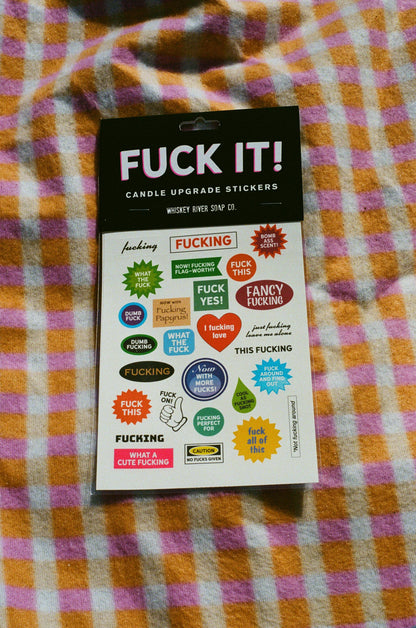 FUCK IT!
CANDLE UPGRADE STICKERS
WHISKEY RIVER SOAP CO.
fucking
FUCKING
BOMB
ASS
SCENT!
WHAT
THE
FUCK
NOW! FUCKING
FLAG-WORTHY
FUCK
THIS
FUCK
YES!
FANCY
FUCKING
DUMB
FUCK
NOW WITH
Fucking
Papyrus
I fucking
love
just fucking
leave me alone
DUMB
FUCKING
WHAT
THE
FUCK
THIS FUCKING
FUCKING
Now
WITH
MORE
FUCKS!
FUCK
AROUND
AND FIND
OUT
FUCK
THIS
FUCK
ON!
COOL
FUCKING
FUCKING
PERFECT
FOR
fuck
all of
this
*Not fucking around
FUCKING
WHAT A
CUTE FUCKING
CAUTION
NO FUCKS GIVEN